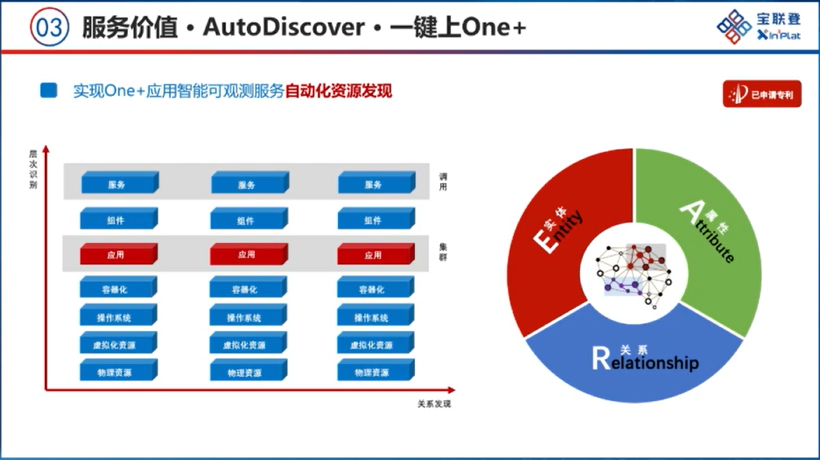 03 服务价值·AutoDiscover·一键上One+
宝联登
XinPlat
实现One+应用智能可观测服务自动化资源发现
已申请专利
层次识别
服务 服务 服务
调用
组件 组件 组件
应用 应用 应用
集群
容器化 容器化 容器化
操作系统 操作系统 操作系统
虚拟化资源 虚拟化资源 虚拟化资源
物理资源 物理资源 物理资源
关系发现
实体
Entity
属性
Attribute
关系
Relationship